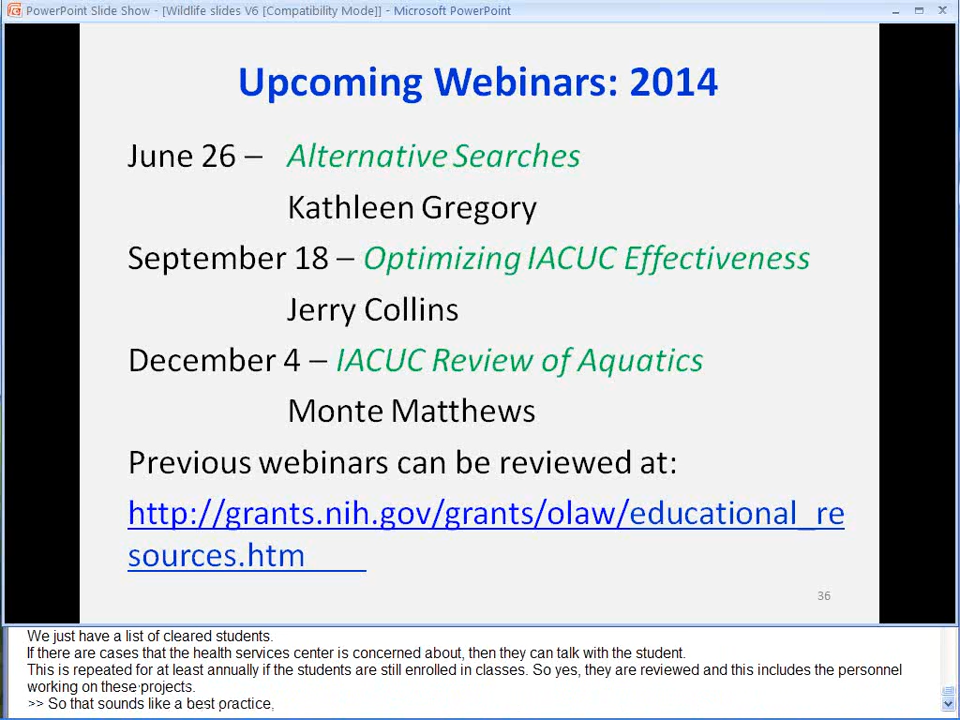 PowerPoint Slide Show - [Wildlife slides V6 [Compatibility Mode]] - Microsoft PowerPoint
Upcoming Webinars: 2014
June 26 – Alternative Searches
Kathleen Gregory
September 18 – Optimizing IACUC Effectiveness
Jerry Collins
December 4 – IACUC Review of Aquatics
Monte Matthews
Previous webinars can be reviewed at:
http://grants.nih.gov/grants/olaw/educational_re
sources.htm
36
We just have a list of cleared students.
If there are cases that the health services center is concerned about, then they can talk with the student.
This is repeated for at least annually if the students are still enrolled in classes. So yes, they are reviewed and this includes the personnel
working on these projects.
>> So that sounds like a best practice,